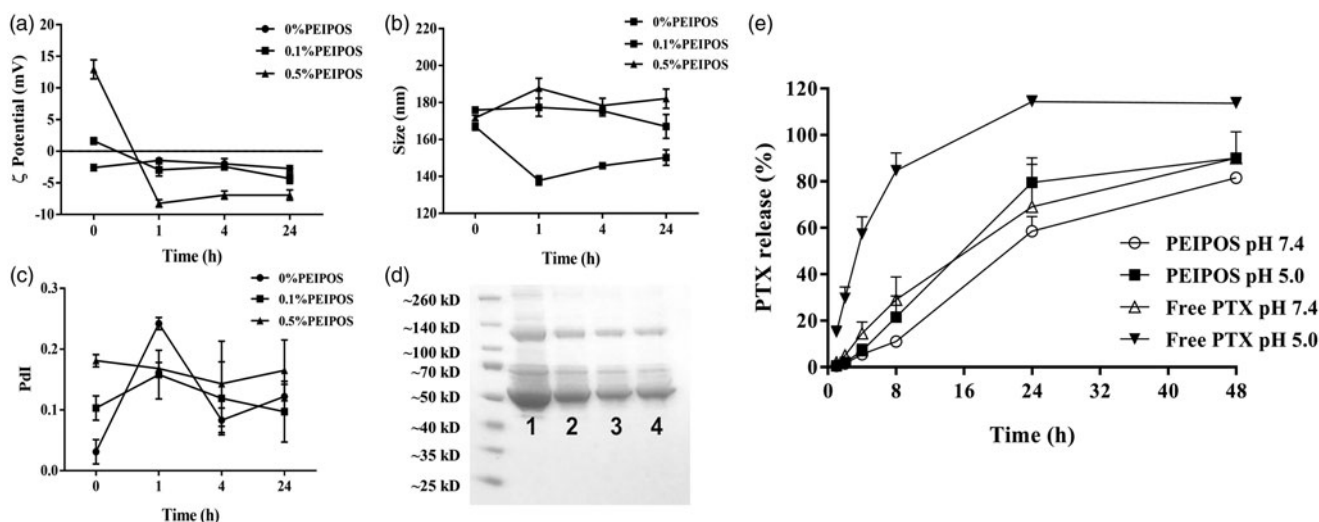 (a)
ζ Potential (mV)
20
15
10
5
0
-5
-10
0 1 4 24
Time (h)
0%PEIPOS
0.1%PEIPOS
0.5%PEIPOS
(b)
Size (nm)
220
200
180
160
140
120
0 1 4 24
Time (h)
0%PEIPOS
0.1%PEIPOS
0.5%PEIPOS
(c)
PdI
0.3
0.2
0.1
0.0
0 1 4 24
Time (h)
0%PEIPOS
0.1%PEIPOS
0.5%PEIPOS
(d)
~260 kD
~140 kD
~100 kD
~70 kD
~50 kD
~40 kD
~35 kD
~25 kD
1 2 3 4
(e)
PTX release (%)
120
100
80
60
40
20
0
0 8 16 24 32 40 48
Time (h)
PEIPOS pH 7.4
PEIPOS pH 5.0
Free PTX pH 7.4
Free PTX pH 5.0